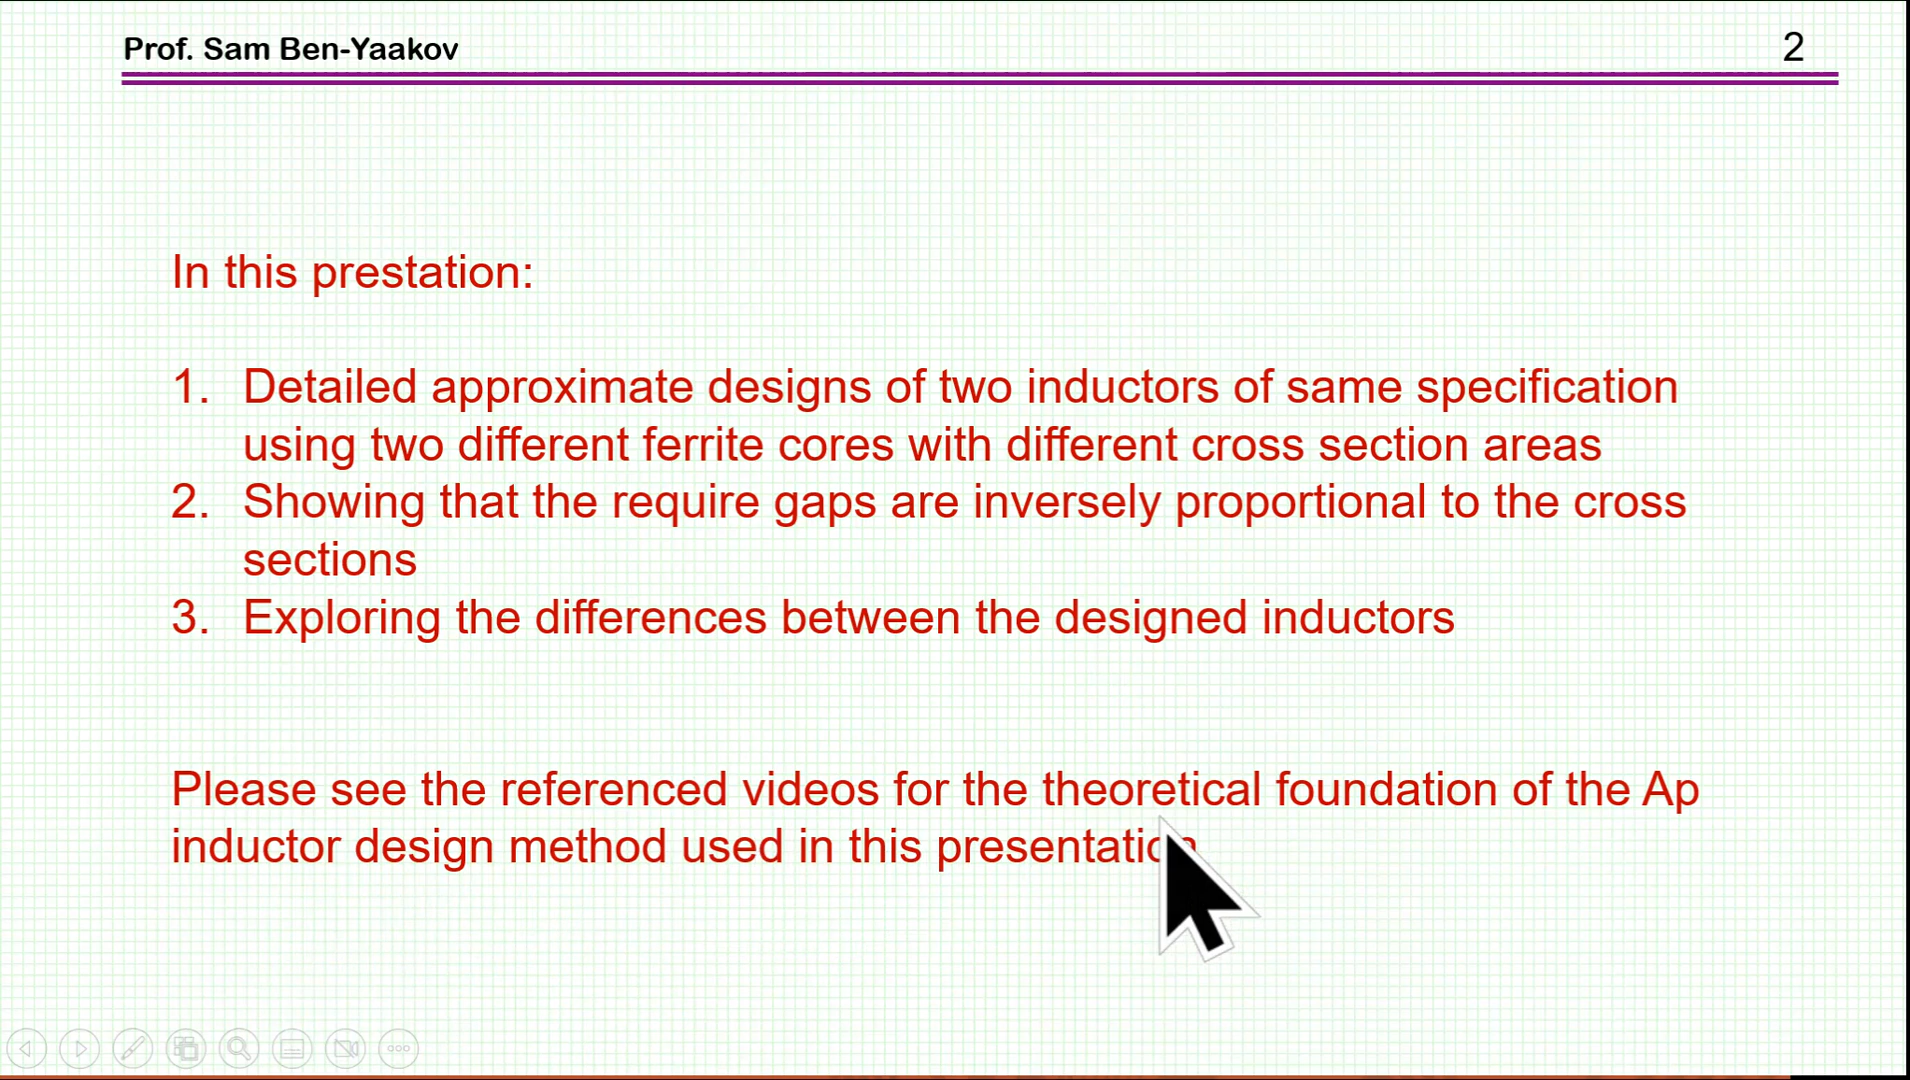 Prof. Sam Ben-Yaakov
2
In this prestation:
1. Detailed approximate designs of two inductors of same specification
using two different ferrite cores with different cross section areas
2. Showing that the require gaps are inversely proportional to the cross
sections
3. Exploring the differences between the designed inductors
Please see the referenced videos for the theoretical foundation of the Ap
inductor design method used in this presentation